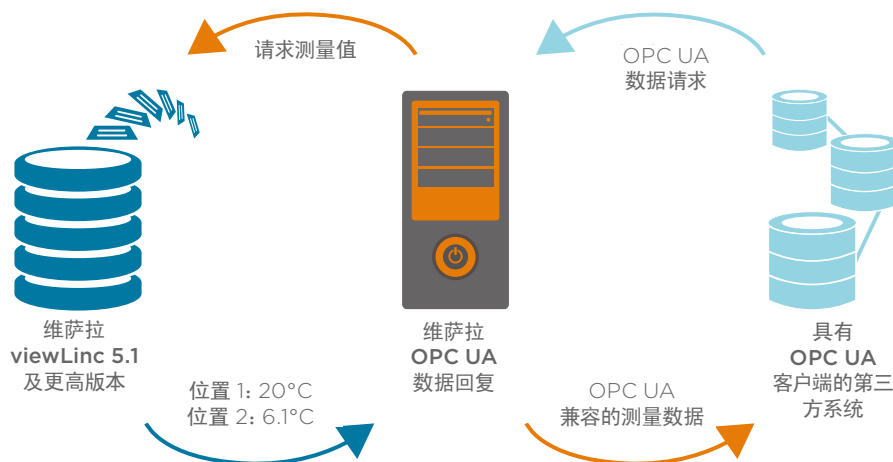 请求测量值
OPC UA
数据请求
维萨拉
viewLinc 5.1
及更高版本
维萨拉
OPC UA
数据回复
具有
OPC UA
客户端的第三
方系统
位置 1: 20°C
位置 2: 6.1°C
OPC UA
兼容的测量数据